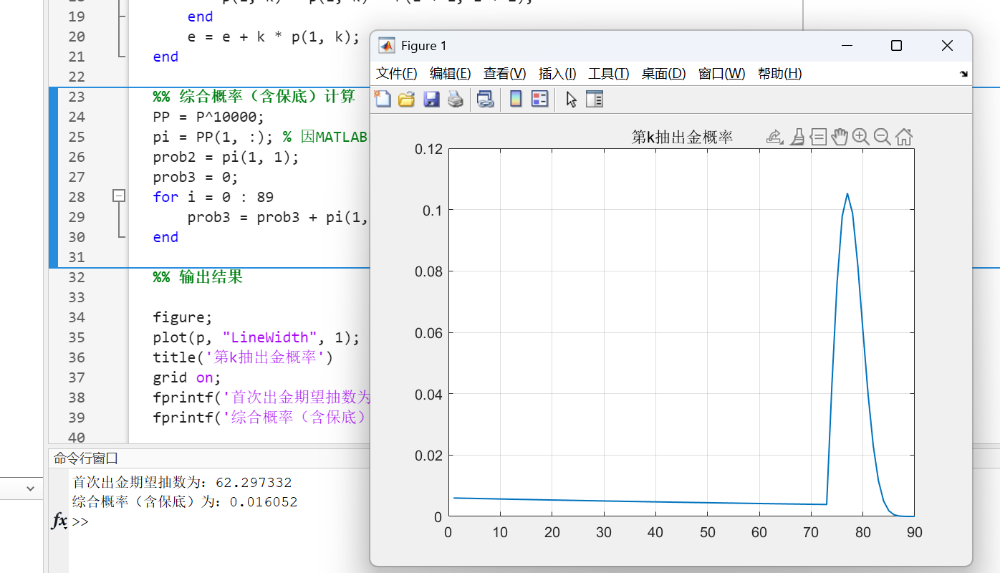 19 end
20 e = e + k * p(1, k);
21 end
22
23 %% 综合概率（含保底）计算
24 PP = P^10000;
25 pi = PP(1, :); % 因MATLAB
26 prob2 = pi(1, 1);
27 prob3 = 0;
28 for i = 0 : 89
29 prob3 = prob3 + pi(1,
30 end
31
32 %% 输出结果
33
34 figure;
35 plot(p, "LineWidth", 1);
36 title('第k抽出金概率')
37 grid on;
38 fprintf('首次出金期望抽数为
39 fprintf('综合概率（含保底）
40
命令行窗口
首次出金期望抽数为：62.297332
综合概率（含保底）为：0.016052
fx >>
Figure 1
文件(F) 编辑(E) 查看(V) 插入(I) 工具(T) 桌面(D) 窗口(W) 帮助(H)
第k抽出金概率
0.12
0.1
0.08
0.06
0.04
0.02
0
0 10 20 30 40 50 60 70 80 90